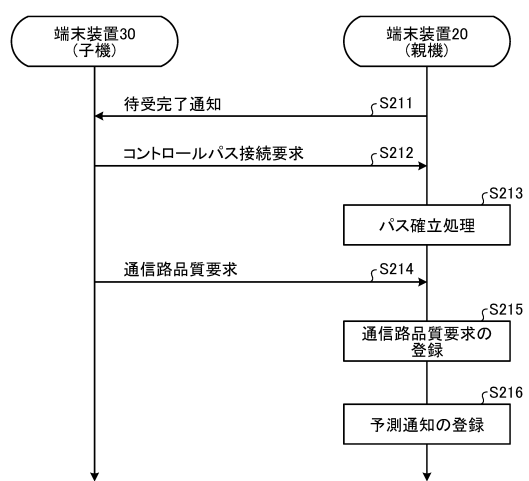 端末装置30
(子機)
端末装置20
(親機)
待受完了通知
S211
コントロールパス接続要求
S212
S213
パス確立処理
通信路品質要求
S214
S215
通信路品質要求の
登録
S216
予測通知の登録